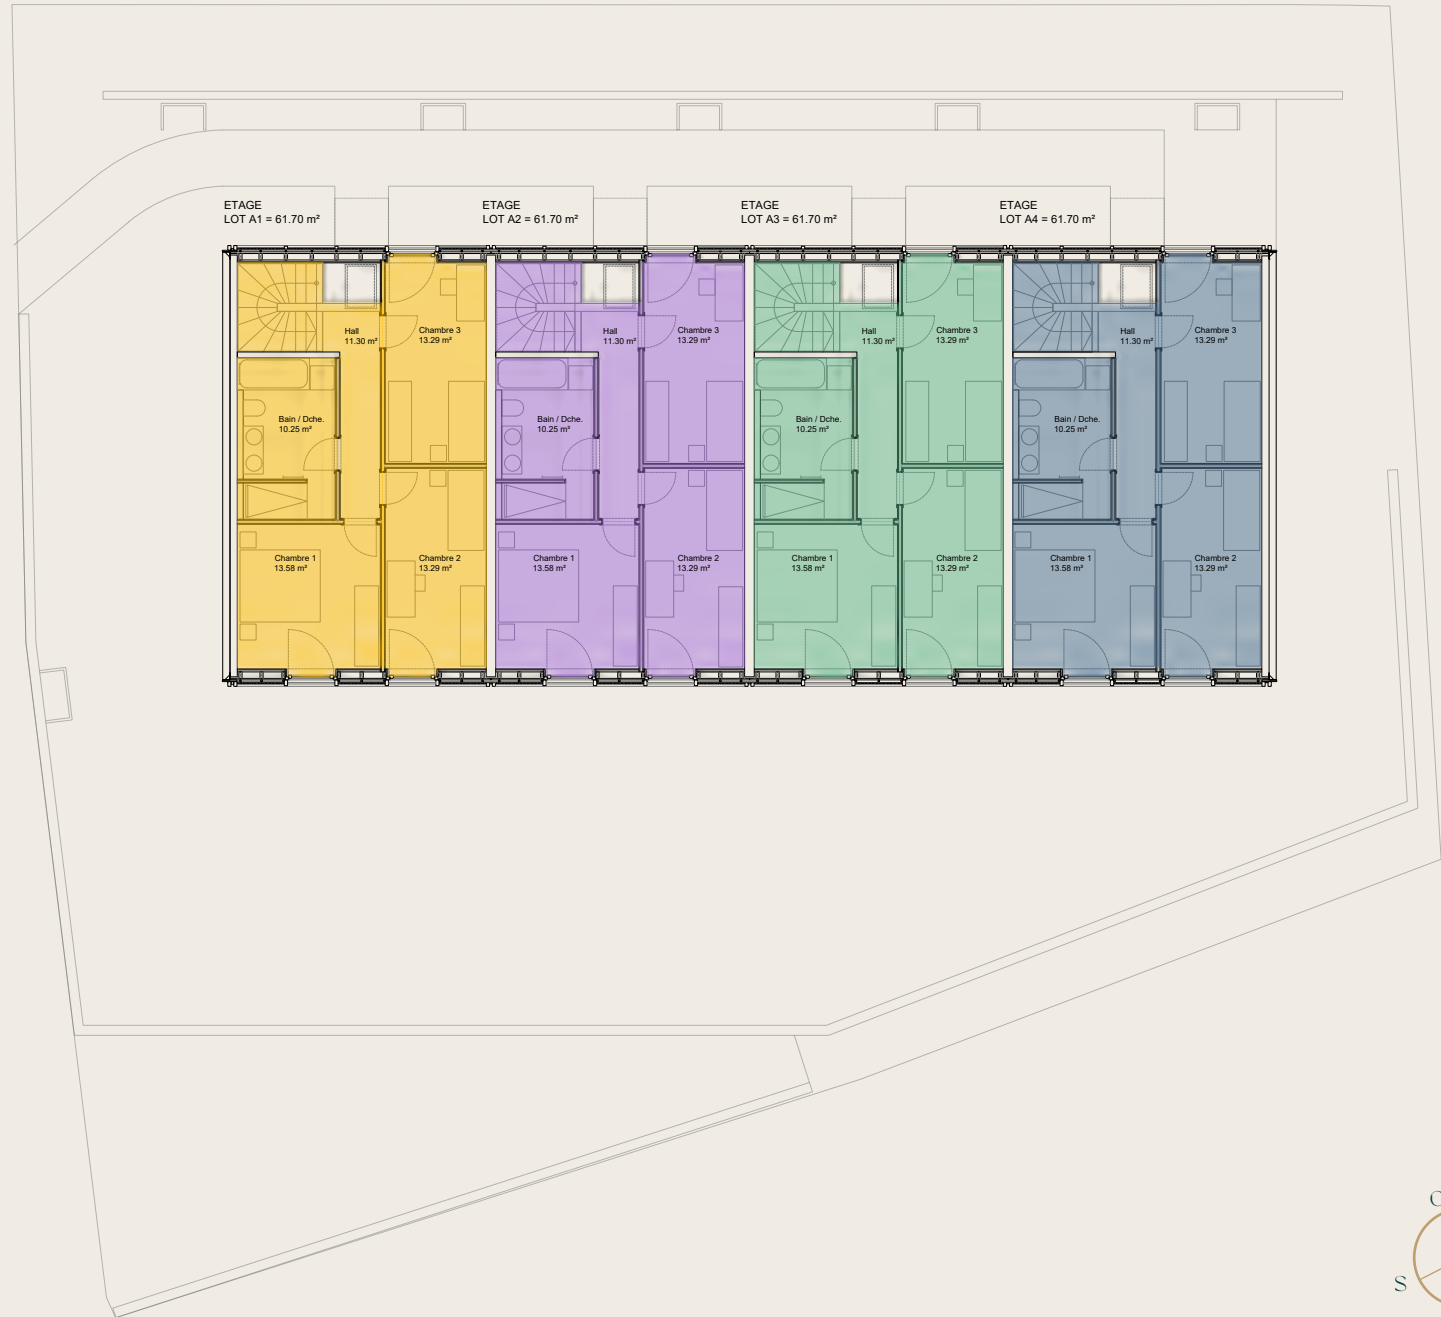 ETAGE
LOT A1 = 61.70 m²
ETAGE
LOT A2 = 61.70 m²
ETAGE
LOT A3 = 61.70 m²
ETAGE
LOT A4 = 61.70 m²
Hall
11.30 m²
Chambre 3
13.29 m²
Bain / Dche.
10.25 m²
Chambre 1
13.58 m²
Chambre 2
13.29 m²
Hall
11.30 m²
Chambre 3
13.29 m²
Bain / Dche.
10.25 m²
Chambre 1
13.58 m²
Chambre 2
13.29 m²
Hall
11.30 m²
Chambre 3
13.29 m²
Bain / Dche.
10.25 m²
Chambre 1
13.58 m²
Chambre 2
13.29 m²
Hall
11.30 m²
Chambre 3
13.29 m²
Bain / Dche.
10.25 m²
Chambre 1
13.58 m²
Chambre 2
13.29 m²
S